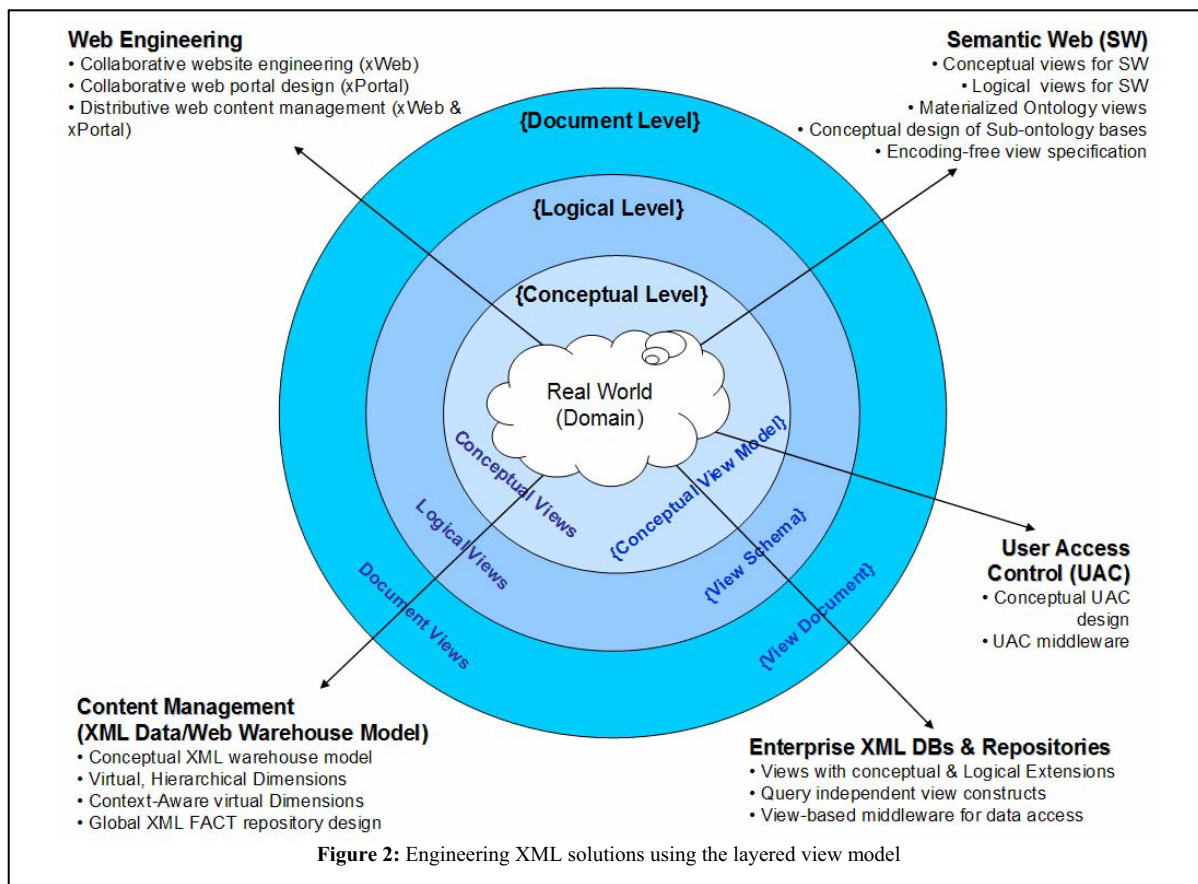 Web Engineering
• Collaborative website engineering (xWeb)
• Collaborative web portal design (xPortal)
• Distributive web content management (xWeb &
xPortal)
Semantic Web (SW)
• Conceptual views for SW
• Logical views for SW
• Materialized Ontology views
• Conceptual design of Sub-ontology bases
• Encoding-free view specification
{Document Level}
{Logical Level}
{Conceptual Level}
Real World
(Domain)
Conceptual Views
{Conceptual View Model}
Logical Views
{View Schema}
Document Views
{View Document}
User Access
Control (UAC)
• Conceptual UAC
design
• UAC middleware
Content Management
(XML Data/Web Warehouse Model)
• Conceptual XML warehouse model
• Virtual, Hierarchical Dimensions
• Context-Aware virtual Dimensions
• Global XML FACT repository design
Enterprise XML DBs & Repositories
• Views with conceptual & Logical Extensions
• Query independent view constructs
• View-based middleware for data access
Figure 2: Engineering XML solutions using the layered view model